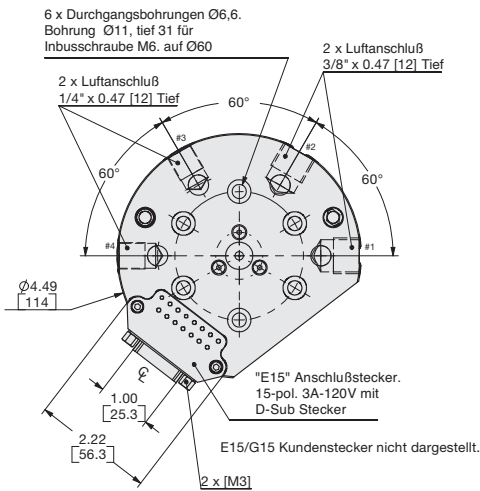 6 x Durchgangsbohrungen Ø6,6.
Bohrung Ø11, tief 31 für
Inbusschraube M6. auf Ø60
2 x Luftanschluß
3/8" x 0.47 [12] Tief
2 x Luftanschluß
1/4" x 0.47 [12] Tief
60°
#3
#2
60°
60°
#4
#1
Ø4.49
[114]
℄
1.00
[25.3]
2.22
[56.3]
"E15" Anschlußstecker.
15-pol. 3A-120V mit
D-Sub Stecker
E15/G15 Kundenstecker nicht dargestellt.
2 x [M3]